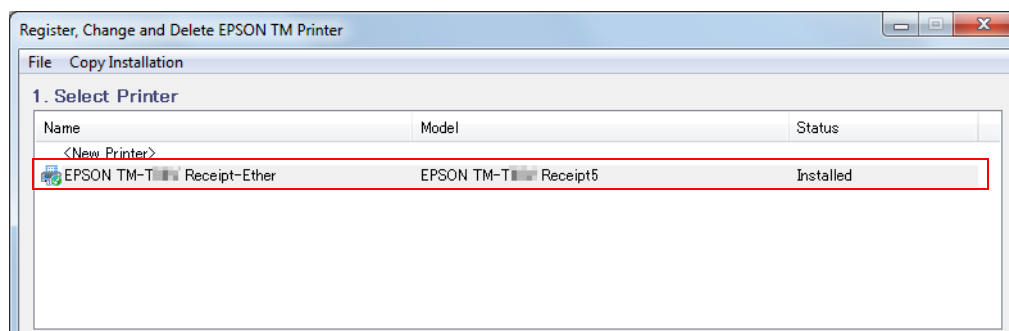 Register, Change and Delete EPSON TM Printer
File Copy Installation
1. Select Printer
Name Model Status
<New Printer>
EPSON TM-T Receipt-Ether EPSON TM-T Receipt5 Installed